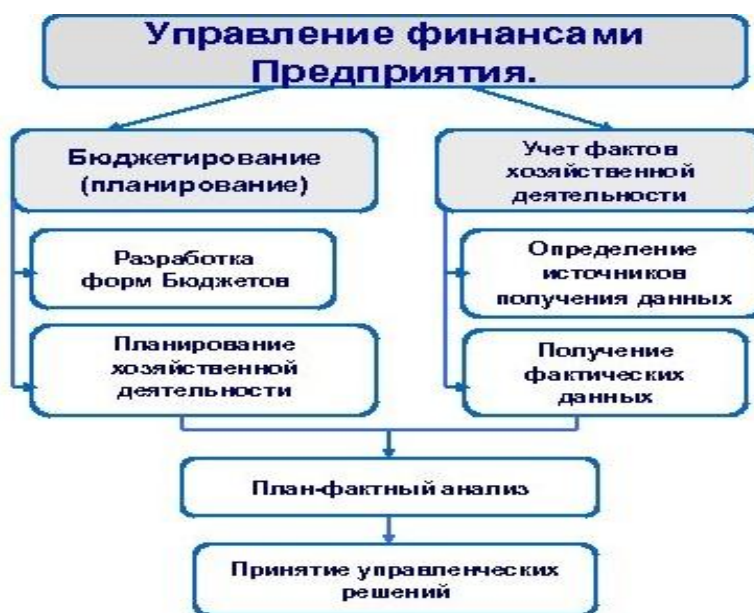 Управление финансами
Предприятия.
Бюджетирование
(планирование)
Учет фактов
хозяйственной
деятельности
Разработка
форм Бюджетов
Определение
источников
получения данных
Планирование
хозяйственной
деятельности
Получение
фактических
данных
План-фактный анализ
Принятие управленческих
решений